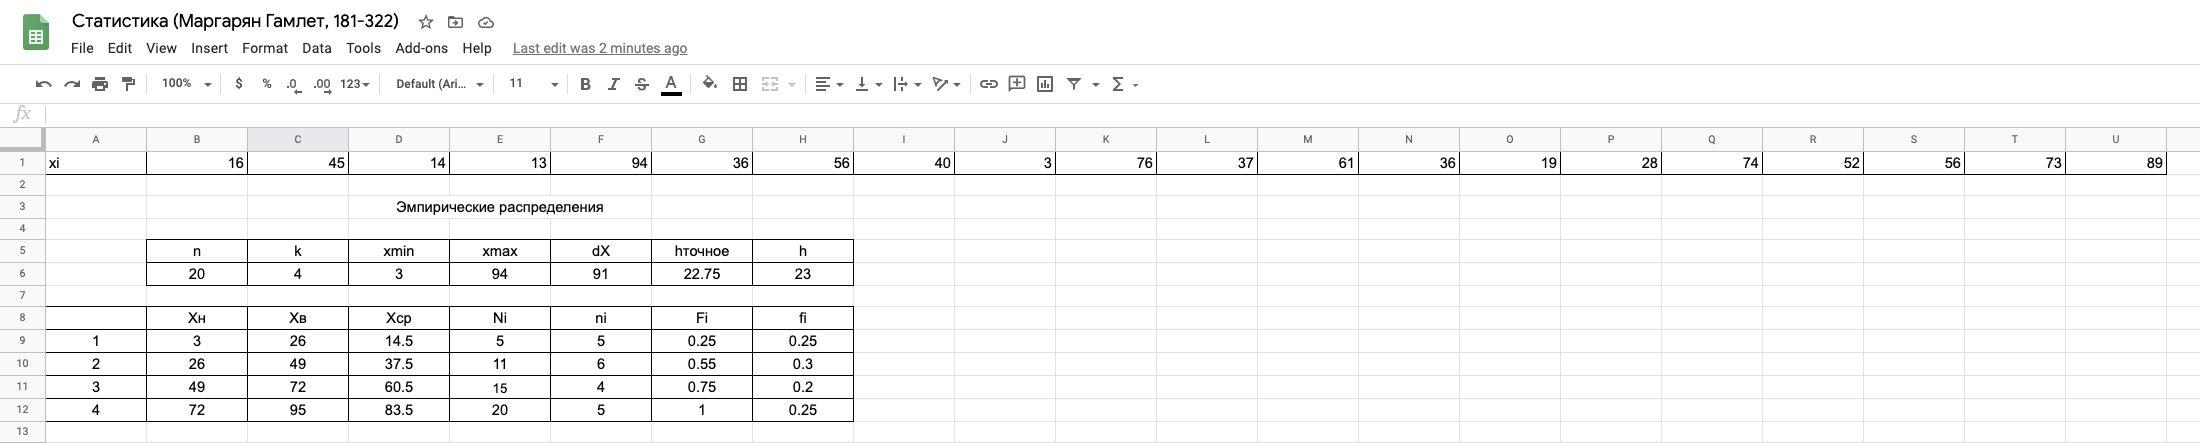 Статистика (Маргарян Гамлет, 181-322)
File Edit View Insert Format Data Tools Add-ons Help Last edit was 2 minutes ago
100% $ % .0 .00 123 Default (Ari... 11 B I S A
fx
A B C D E F G H I J K L M N O P Q R S T U
1 xi 16 45 14 13 94 36 56 40 3 76 37 61 36 19 28 74 52 56 73 89
2
3 Эмпирические распределения
4
5 n k xmin xmax dX hточное h
6 20 4 3 94 91 22.75 23
7
8 Xн Xв Xср Ni ni Fi fi
9 1 3 26 14.5 5 5 0.25 0.25
10 2 26 49 37.5 11 6 0.55 0.3
11 3 49 72 60.5 15 4 0.75 0.2
12 4 72 95 83.5 20 5 1 0.25
13